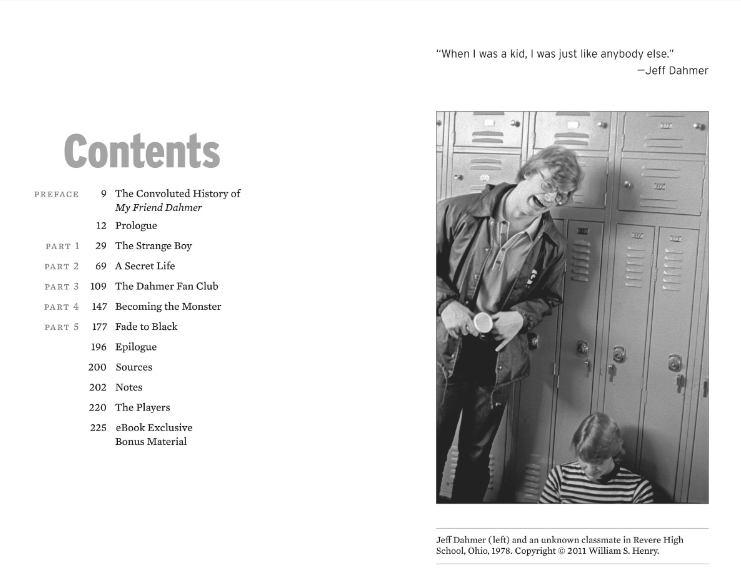 Contents
PREFACE 9 The Convoluted History of
My Friend Dahmer
12 Prologue
PART 1 29 The Strange Boy
PART 2 69 A Secret Life
PART 3 109 The Dahmer Fan Club
PART 4 147 Becoming the Monster
PART 5 177 Fade to Black
196 Epilogue
200 Sources
202 Notes
220 The Players
225 eBook Exclusive
Bonus Material
“When I was a kid, I was just like anybody else.”
—Jeff Dahmer
Jeff Dahmer (left) and an unknown classmate in Revere High
School, Ohio, 1978. Copyright © 2011 William S. Henry.